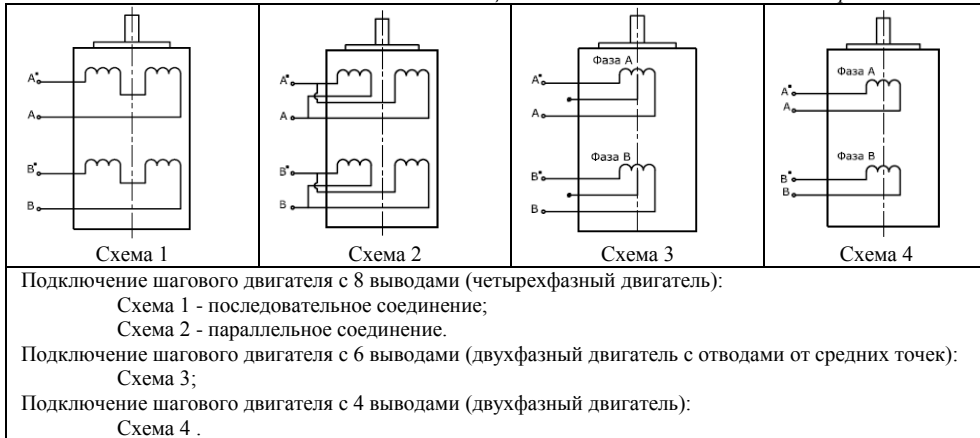 A*
A
B*
B
Схема 1
A*
A
B*
B
Схема 2
Фаза А
A*
A
Фаза В
B*
B
Схема 3
Фаза А
A*
A
Фаза В
B*
B
Схема 4
Подключение шагового двигателя с 8 выводами (четырехфазный двигатель):
Схема 1 - последовательное соединение;
Схема 2 - параллельное соединение.
Подключение шагового двигателя с 6 выводами (двухфазный двигатель с отводами от средних точек):
Схема 3;
Подключение шагового двигателя с 4 выводами (двухфазный двигатель):
Схема 4 .